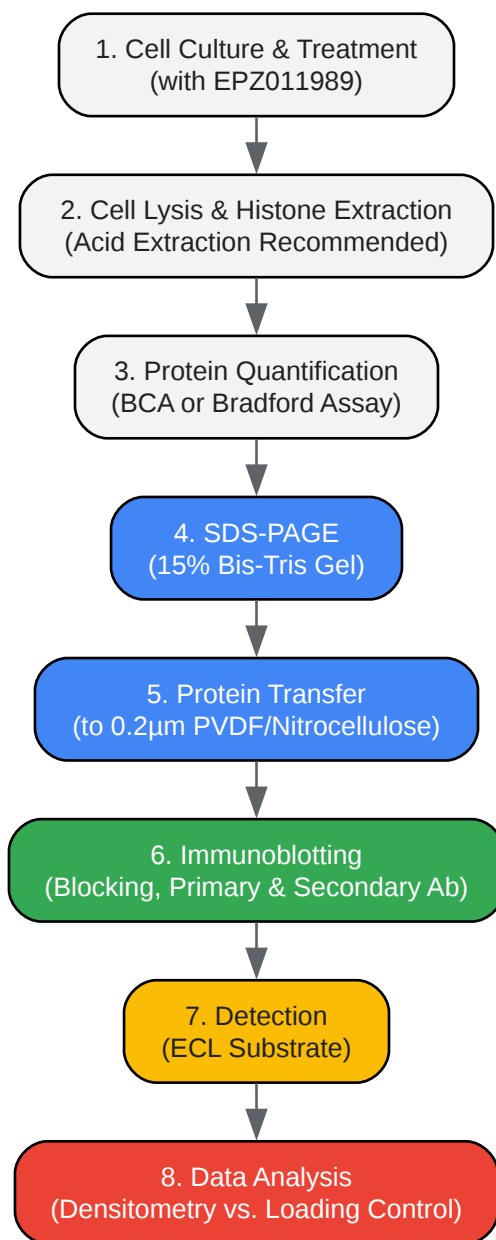 1. Cell Culture & Treatment
(with EPZ011989)
2. Cell Lysis & Histone Extraction
(Acid Extraction Recommended)
3. Protein Quantification
(BCA or Bradford Assay)
4. SDS-PAGE
(15% Bis-Tris Gel)
5. Protein Transfer
(to 0.2µm PVDF/Nitrocellulose)
6. Immunoblotting
(Blocking, Primary & Secondary Ab)
7. Detection
(ECL Substrate)
8. Data Analysis
(Densitometry vs. Loading Control)